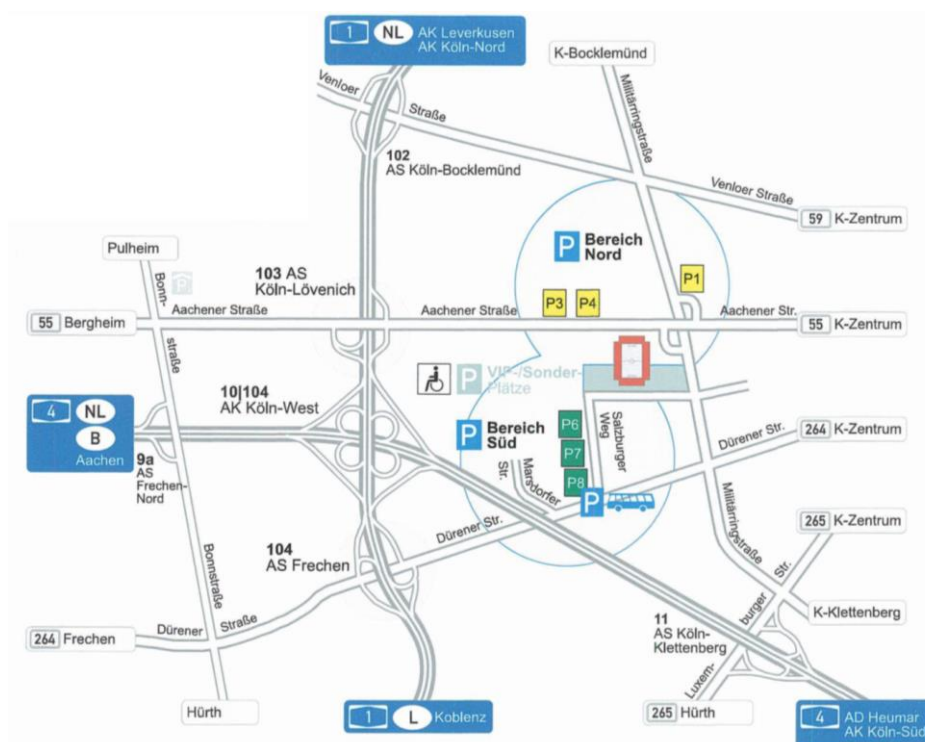 1 NL AK Leverkusen
AK Köln-Nord
K-Bocklemünd
Venloer
Straße
Militärringstraße
102
AS Köln-Bocklemünd
Venloer Straße
59 K-Zentrum
Pulheim
P Bereich
Nord
Bonn-
straße
103 AS
Köln-Lövenich
P1
P3
P4
Aachener Straße
Aachener Straße
Aachener Str.
55 Bergheim
55 K-Zentrum
P VIP-/Sonder-
Plätze
10|104
AK Köln-West
4 NL
B
Aachen
P Bereich
Süd
P6
P7
P8
Salzburger
Weg
Dürener Str.
264 K-Zentrum
9a
AS
Frechen-
Nord
Marsdorfer
Str.
P
Militärringstraße
265 K-Zentrum
Dürener Str.
104
AS Frechen
Bonnstraße
Luxem-
burger
Str.
K-Klettenberg
264 Frechen
Dürener
Straße
11
AS Köln-
Klettenberg
Hürth
1 L Koblenz
265 Hürth
4 AD Heumar
AK Köln-Süd